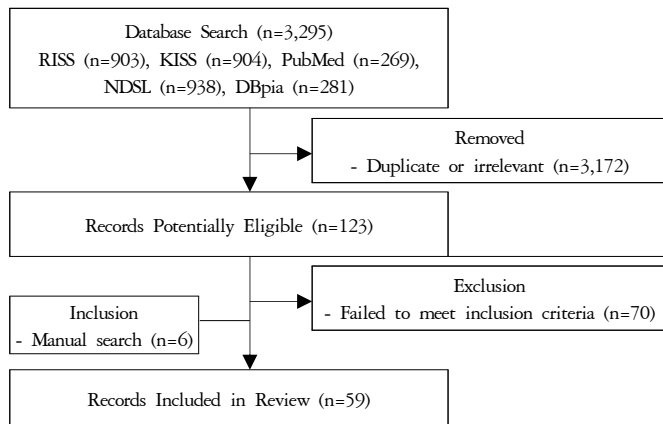 Database Search (n=3,295)
RISS (n=903), KISS (n=904), PubMed (n=269),
NDSL (n=938), DBpia (n=281)
Removed
- Duplicate or irrelevant (n=3,172)
Records Potentially Eligible (n=123)
Exclusion
- Failed to meet inclusion criteria (n=70)
Inclusion
- Manual search (n=6)
Records Included in Review (n=59)